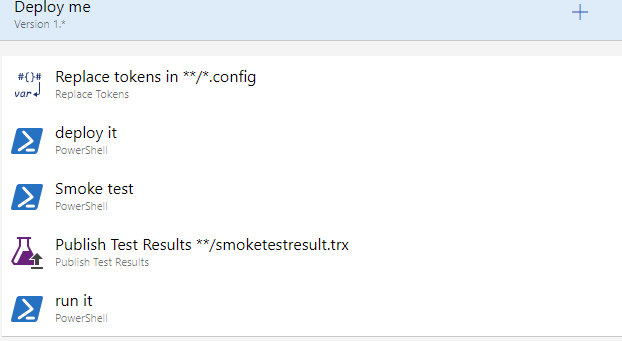 Deploy me
Version 1.*
#{}#
var
Replace tokens in **/*.config
Replace Tokens
deploy it
PowerShell
Smoke test
PowerShell
Publish Test Results **/smoketestresult.trx
Publish Test Results
run it
PowerShell